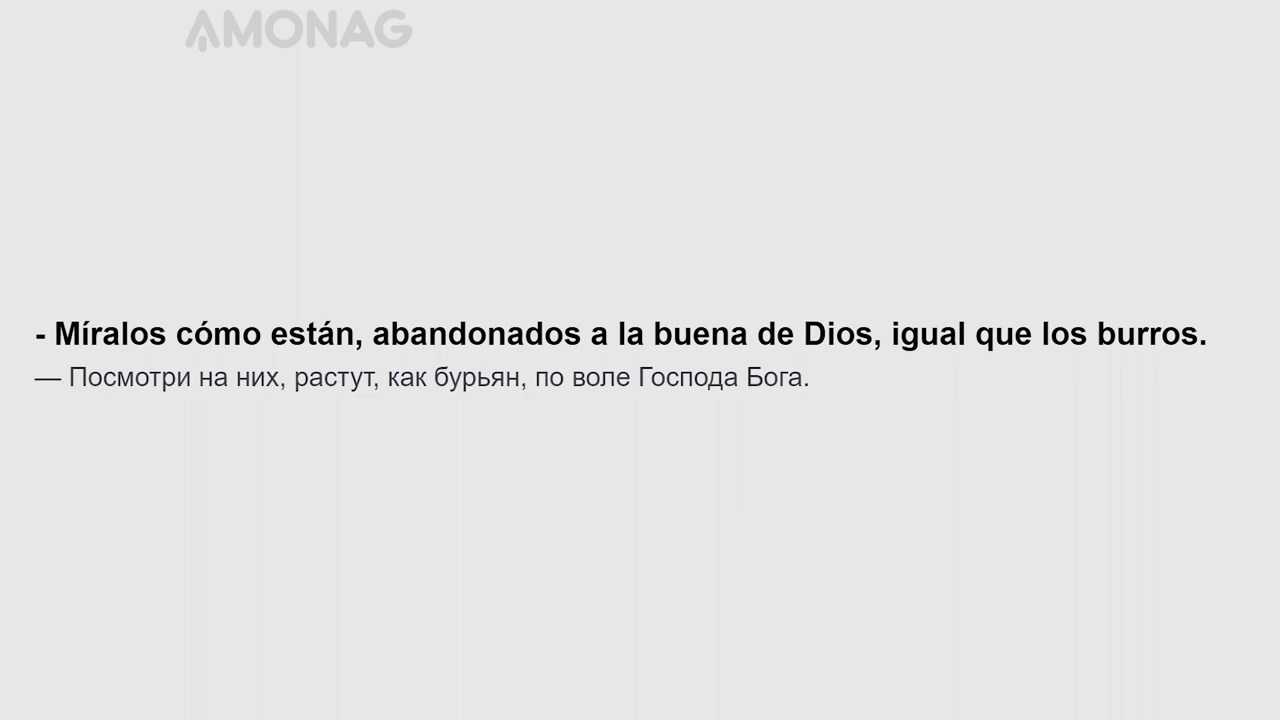 AMONAG
- Míralos cómo están, abandonados a la buena de Dios, igual que los burros.
— Посмотри на них, растут, как бурьян, по воле Господа Бога.